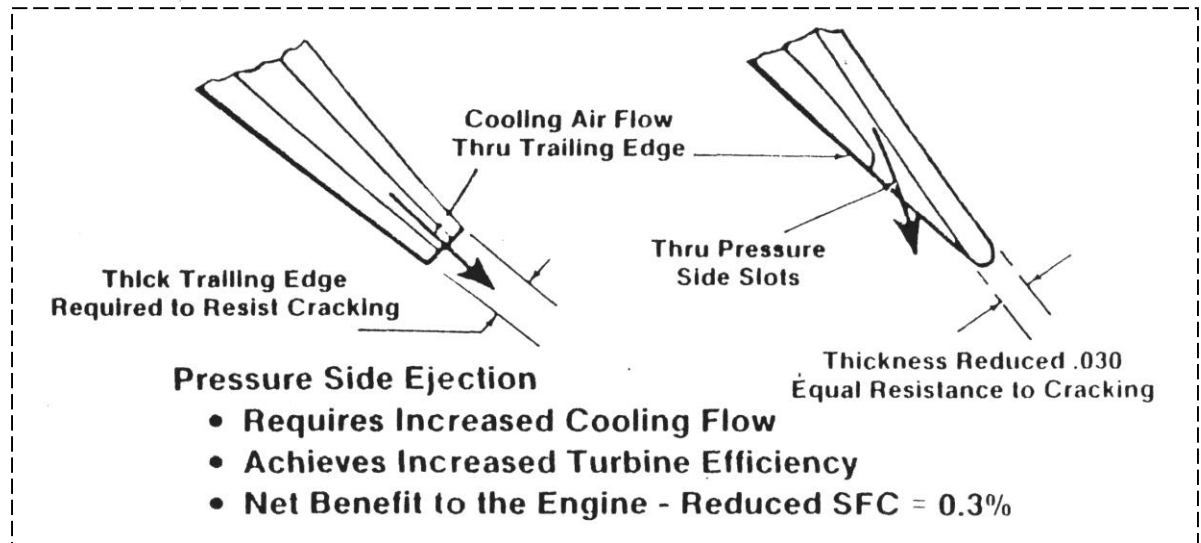 Cooling Air Flow
Thru Trailing Edge
Thick Trailing Edge
Required to Resist Cracking
Thru Pressure
Side Slots
Thickness Reduced .030
Equal Resistance to Cracking
Pressure Side Ejection
• Requires Increased Cooling Flow
• Achieves Increased Turbine Efficiency
• Net Benefit to the Engine - Reduced SFC = 0.3%